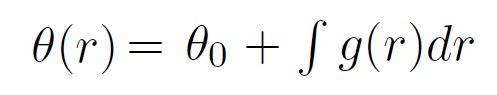 θ(r) = θ₀ + ∫ g(r)dr